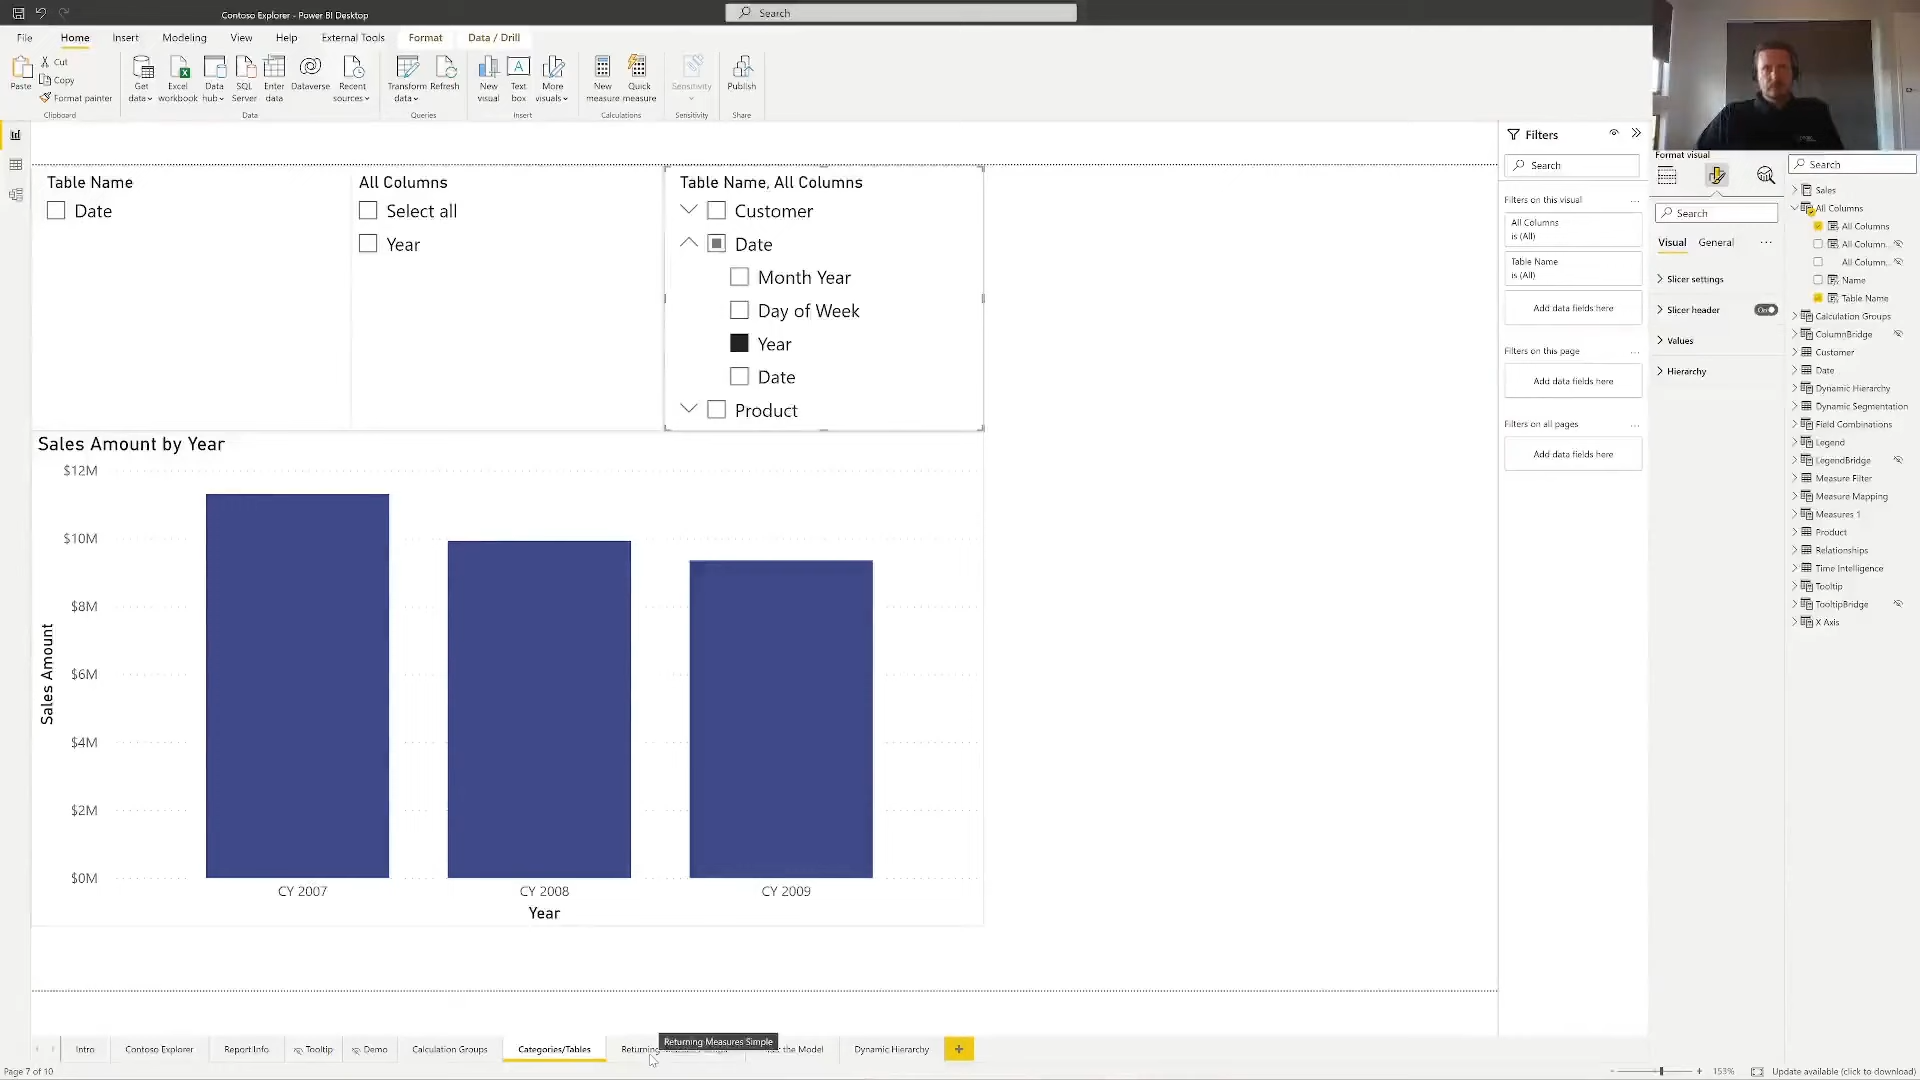 Contoso Explorer - Power BI Desktop
Search
File Home Insert Modeling View Help External Tools Format Data / Drill
Paste
Cut
Copy
Format painter
Clipboard
Get data
Excel workbook
Data hub
SQL Server
Enter data
Dataverse
Recent sources
Data
Transform data
Refresh
Queries
New visual
Text box
More visuals
Insert
New measure
Quick measure
Calculations
Sensitivity
Sensitivity
Publish
Share
Table Name
Date
All Columns
Select all
Year
Table Name, All Columns
Customer
Date
Month Year
Day of Week
Year
Date
Product
Sales Amount by Year
$12M
$10M
$8M
$6M
$4M
$2M
$0M
Sales Amount
CY 2007 CY 2008 CY 2009
Year
Filters
Search
Filters on this visual
...
All Columns
is (All)
Table Name
is (All)
Add data fields here
Filters on this page
...
Add data fields here
Filters on all pages
...
Add data fields here
Format visual
Search
Visual General ...
Slicer settings
Slicer header On
Values
Hierarchy
Search
Sales
All Columns
All Columns
All Column...
All Column...
Name
Table Name
Calculation Groups
ColumnBridge
Customer
Date
Dynamic Hierarchy
Dynamic Segmentation
Field Combinations
Legend
LegendBridge
Measure Filter
Measure Mapping
Measures 1
Product
Relationships
Time Intelligence
Tooltip
TooltipBridge
X Axis
Returning Measures Simple
Intro Contoso Explorer Report Info Tooltip Demo Calculation Groups Categories/Tables Returning the Model Dynamic Hierarchy +
Page 7 of 10
- + 153% Update available (click to download)